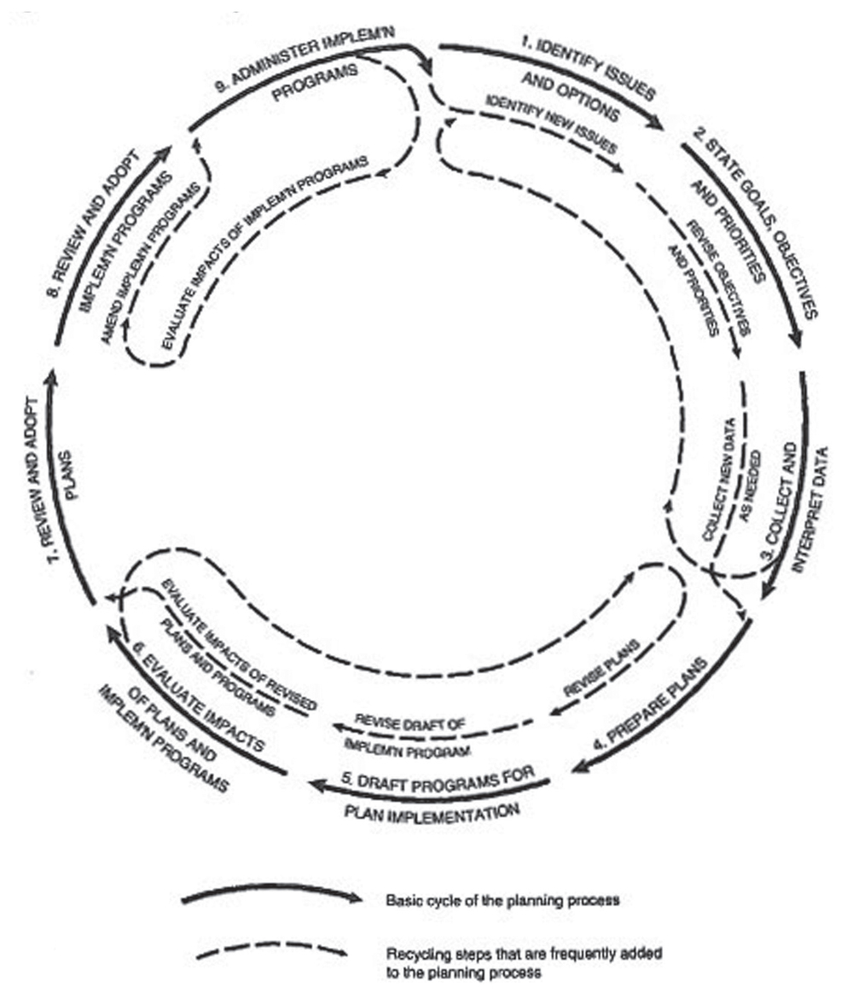 1. IDENTIFY ISSUES
AND OPTIONS
IDENTIFY NEW ISSUES
2. STATE GOALS, OBJECTIVES
AND PRIORITIES
REVISE OBJECTIVES
AND PRIORITIES
3. COLLECT AND
INTERPRET DATA
COLLECT NEW DATA
AS NEEDED
4. PREPARE PLANS
REVISE PLANS
5. DRAFT PROGRAMS FOR
PLAN IMPLEMENTATION
REVISE DRAFT OF
IMPLEM'N PROGRAM
6. EVALUATE IMPACTS
OF PLANS AND
IMPLEM'N PROGRAMS
EVALUATE IMPACTS OF REVISED
PLANS AND PROGRAMS
7. REVIEW AND ADOPT
PLANS
8. REVIEW AND ADOPT
IMPLEM'N PROGRAMS
AMEND IMPLEM'N PROGRAMS
EVALUATE IMPACTS OF IMPLEM'N PROGRAMS
9. ADMINISTER IMPLEM'N
PROGRAMS
Basic cycle of the planning process
Recycling steps that are frequently added
to the planning process